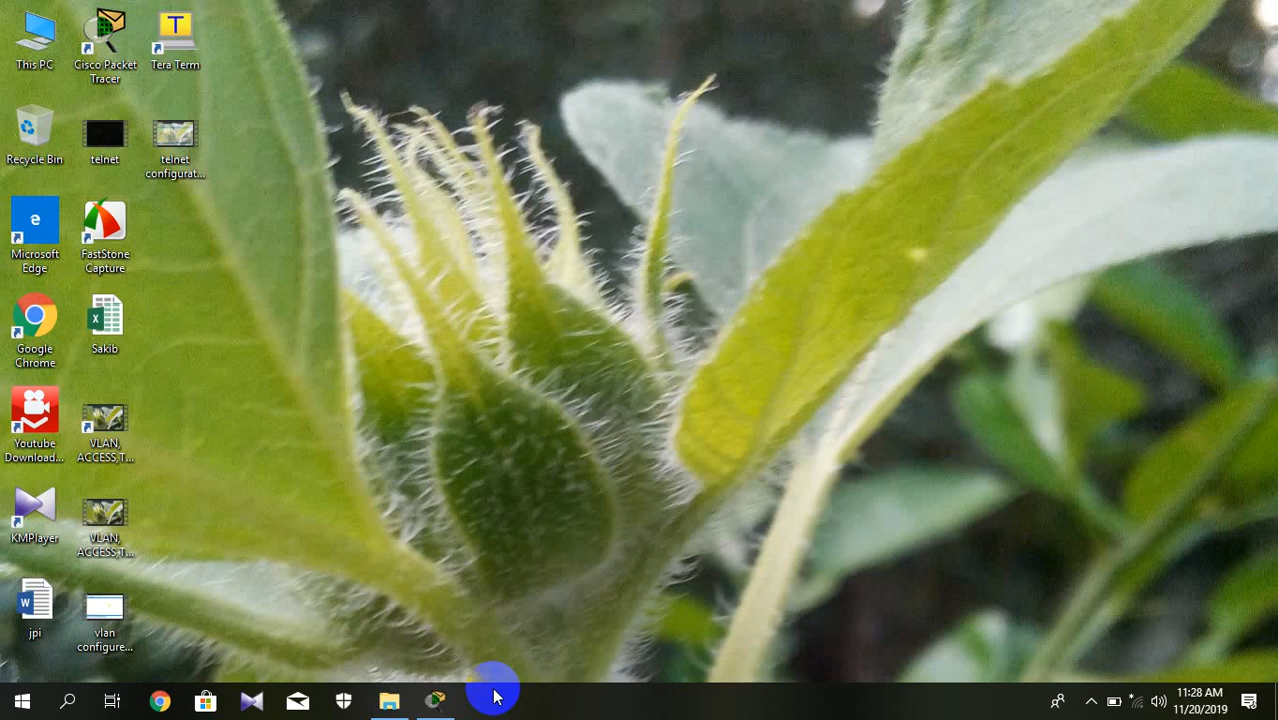 This PC
Cisco Packet
Tracer
T
Tera Term
Recycle Bin
telnet
telnet
configurat...
e
Microsoft
Edge
FastStone
Capture
Google
Chrome
X
Sakib
Youtube
Download...
VLAN,
ACCESS,T...
KMPlayer
VLAN,
ACCESS,T...
W
jpi
vlan
configure...
11:28 AM
11/20/2019